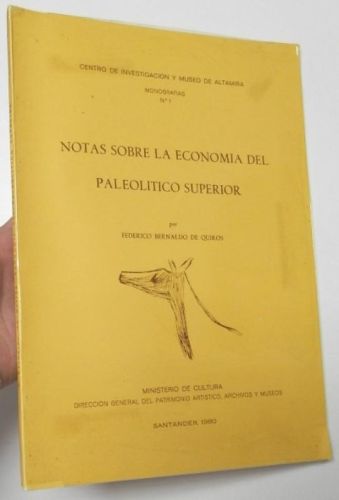 CENTRO DE INVESTIGACION Y MUSEO DE ALTAMIRA
MONOGRAFIAS
Nº 1
NOTAS SOBRE LA ECONOMIA DEL
PALEOLITICO SUPERIOR
por
FEDERICO BERNALDO DE QUIROS
MINISTERIO DE CULTURA
DIRECCION GENERAL DEL PATRIMONIO ARTISTICO, ARCHIVOS Y MUSEOS
SANTANDER, 1980